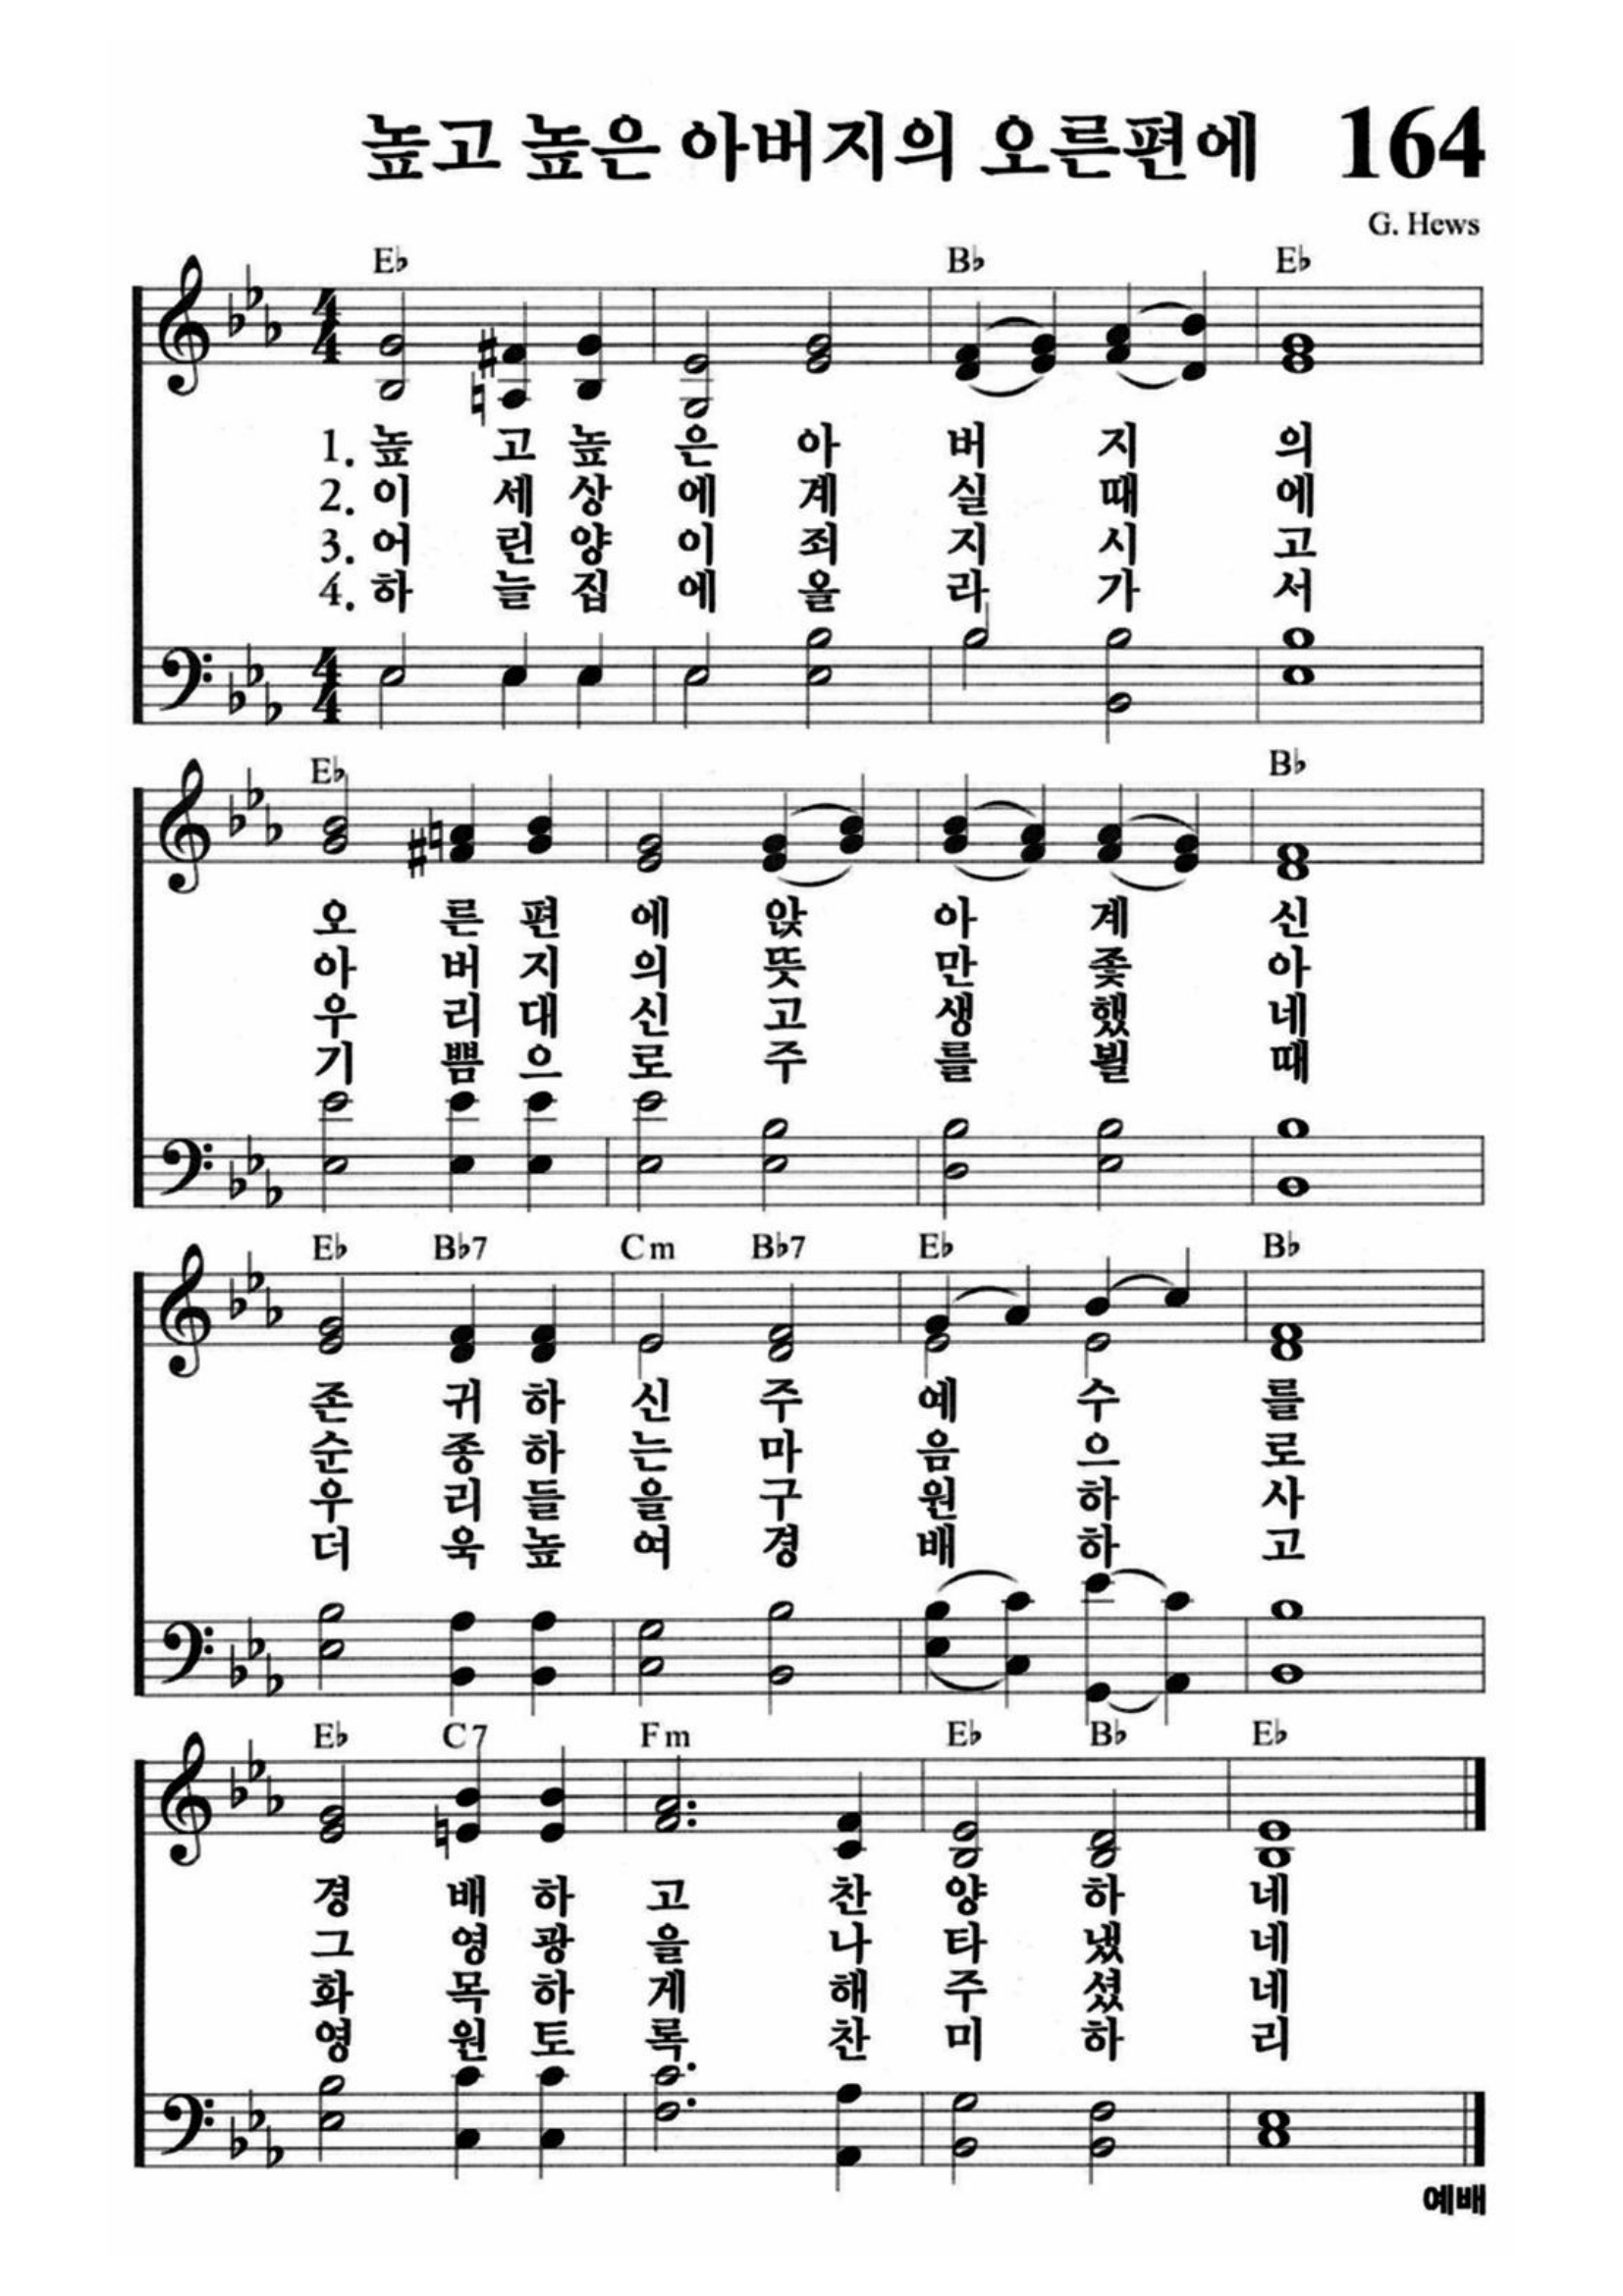 높고 높은 아버지의 오른편에 164
G. Hews
E♭ B♭ E♭
1. 높 고 높 은 아 버 지 의
2. 이 세 상 에 계 실 때 에
3. 어 린 양 이 죄 지 시 고
4. 하 늘 집 에 올 라 가 서
E♭ B♭
오 른 편 에 앉 아 계 신
아 버 지 의 뜻 만 좇 아
우 리 대 신 고 생 했 네
기 쁨 으 로 주 를 뵐 때
E♭ B♭7 Cm B♭7 E♭ B♭
존 귀 하 신 주 예 수 를
순 종 하 는 마 음 으 로
우 리 들 을 구 원 하 사
더 욱 높 여 경 배 하 고
E♭ C7 Fm E♭ B♭ E♭
경 배 하 고 찬 양 하 네
그 영 광 을 나 타 냈 네
화 목 하 게 해 주 셨 네
영 원 토 록 찬 미 하 리
예배